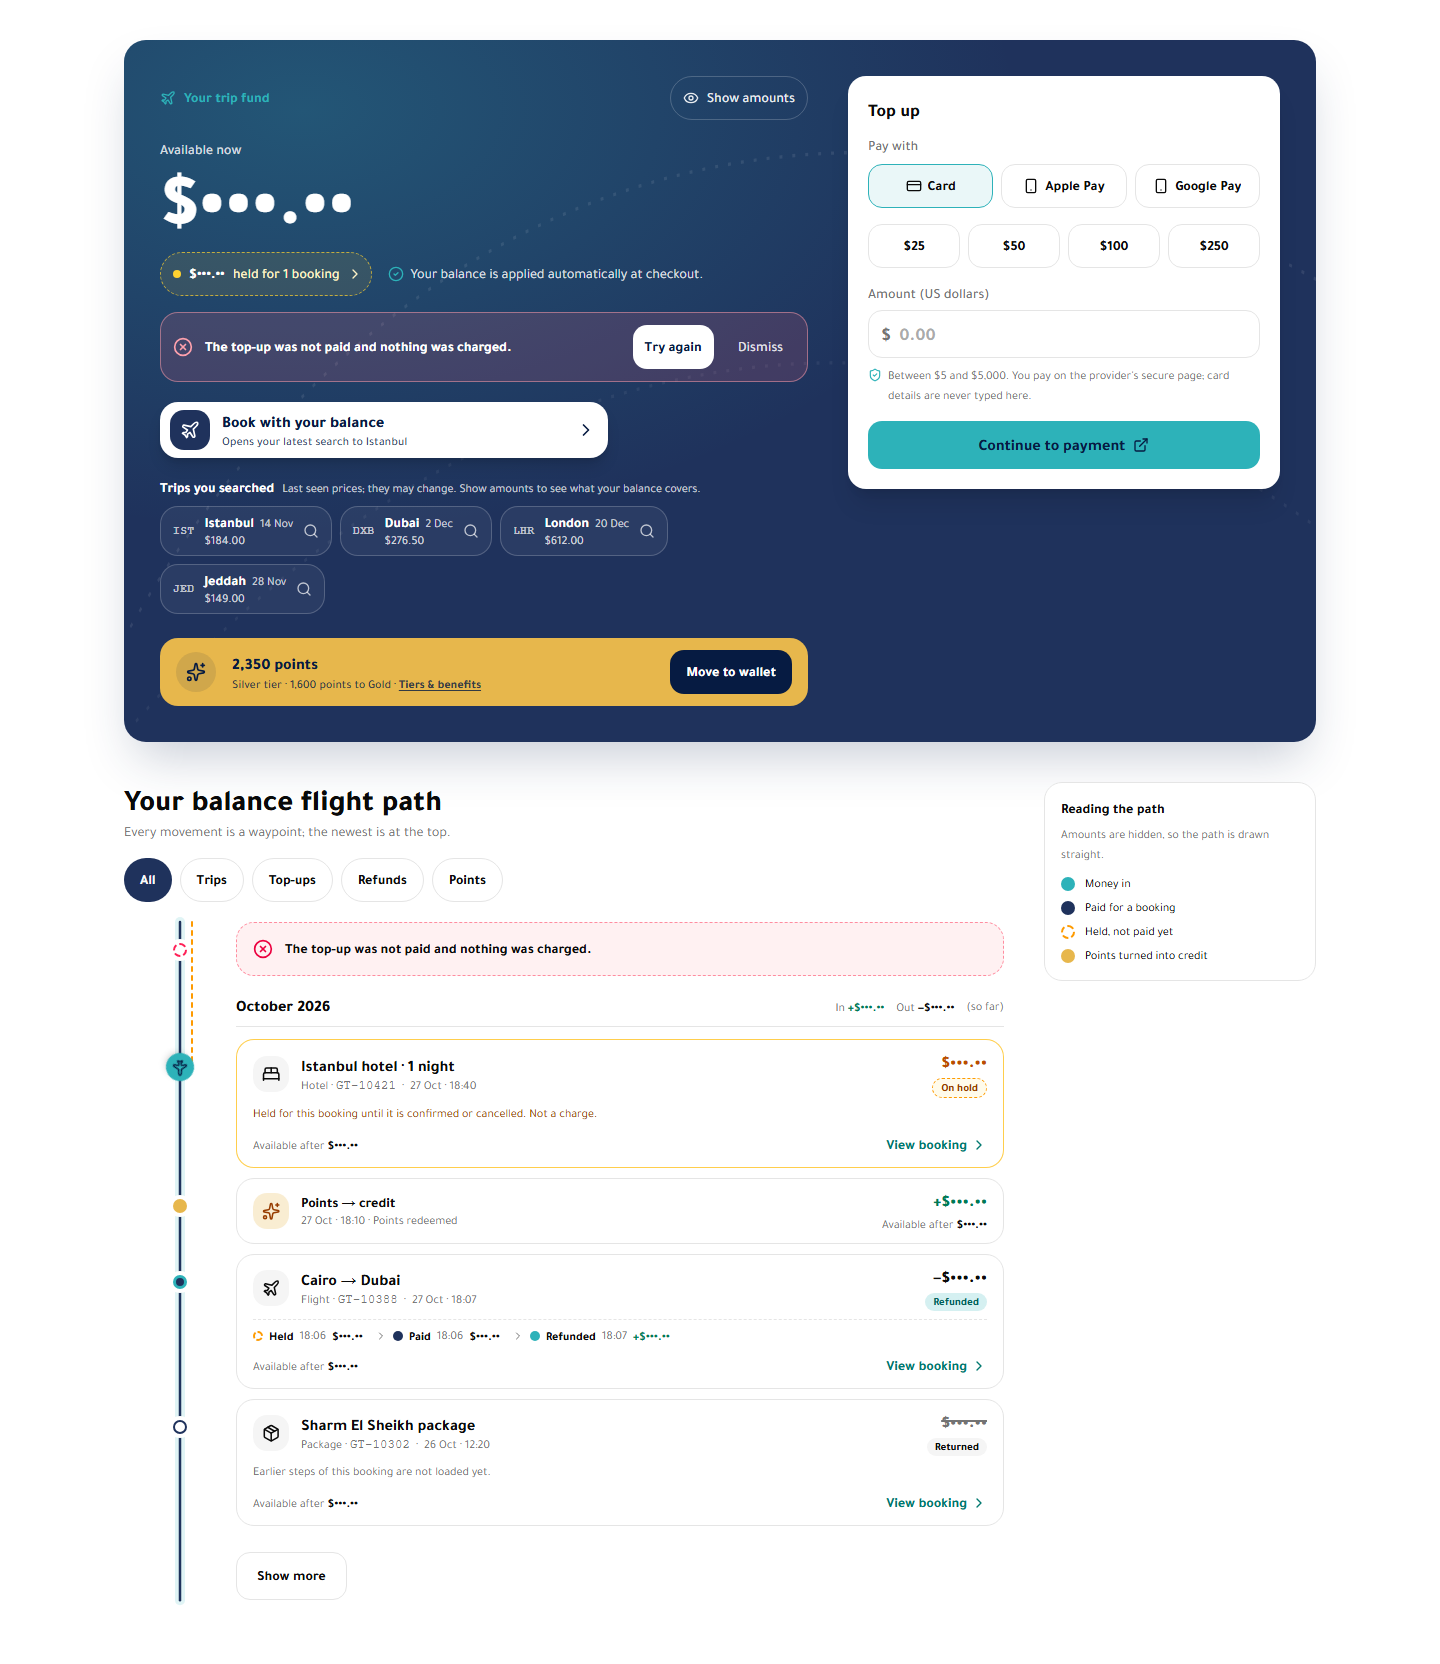 Your trip fund
Show amounts
Available now
$•••.••
$•••.•• held for 1 booking
Your balance is applied automatically at checkout.
The top-up was not paid and nothing was charged.
Try again
Dismiss
Book with your balance
Opens your latest search to Istanbul
Trips you searched Last seen prices; they may change. Show amounts to see what your balance covers.
IST Istanbul 14 Nov
$184.00
DXB Dubai 2 Dec
$276.50
LHR London 20 Dec
$612.00
JED Jeddah 28 Nov
$149.00
2,350 points
Silver tier · 1,600 points to Gold · Tiers & benefits
Move to wallet
Top up
Pay with
Card
Apple Pay
Google Pay
$25
$50
$100
$250
Amount (US dollars)
$ 0.00
Between $5 and $5,000. You pay on the provider's secure page; card
details are never typed here.
Continue to payment
Your balance flight path
Every movement is a waypoint; the newest is at the top.
All
Trips
Top-ups
Refunds
Points
The top-up was not paid and nothing was charged.
October 2026
In +$•••.•• Out −$•••.•• (so far)
Istanbul hotel · 1 night
$•••.••
Hotel · GT-10421 · 27 Oct · 18:40
On hold
Held for this booking until it is confirmed or cancelled. Not a charge.
Available after $•••.••
View booking
Points → credit
+$•••.••
27 Oct · 18:10 · Points redeemed
Available after $•••.••
Cairo → Dubai
−$•••.••
Flight · GT-10388 · 27 Oct · 18:07
Refunded
Held 18:06 $•••.•• Paid 18:06 $•••.•• Refunded 18:07 +$•••.••
Available after $•••.••
View booking
Sharm El Sheikh package
$•••.••
Package · GT-10302 · 26 Oct · 12:20
Returned
Earlier steps of this booking are not loaded yet.
Available after $•••.••
View booking
Show more
Reading the path
Amounts are hidden, so the path is drawn
straight.
Money in
Paid for a booking
Held, not paid yet
Points turned into credit